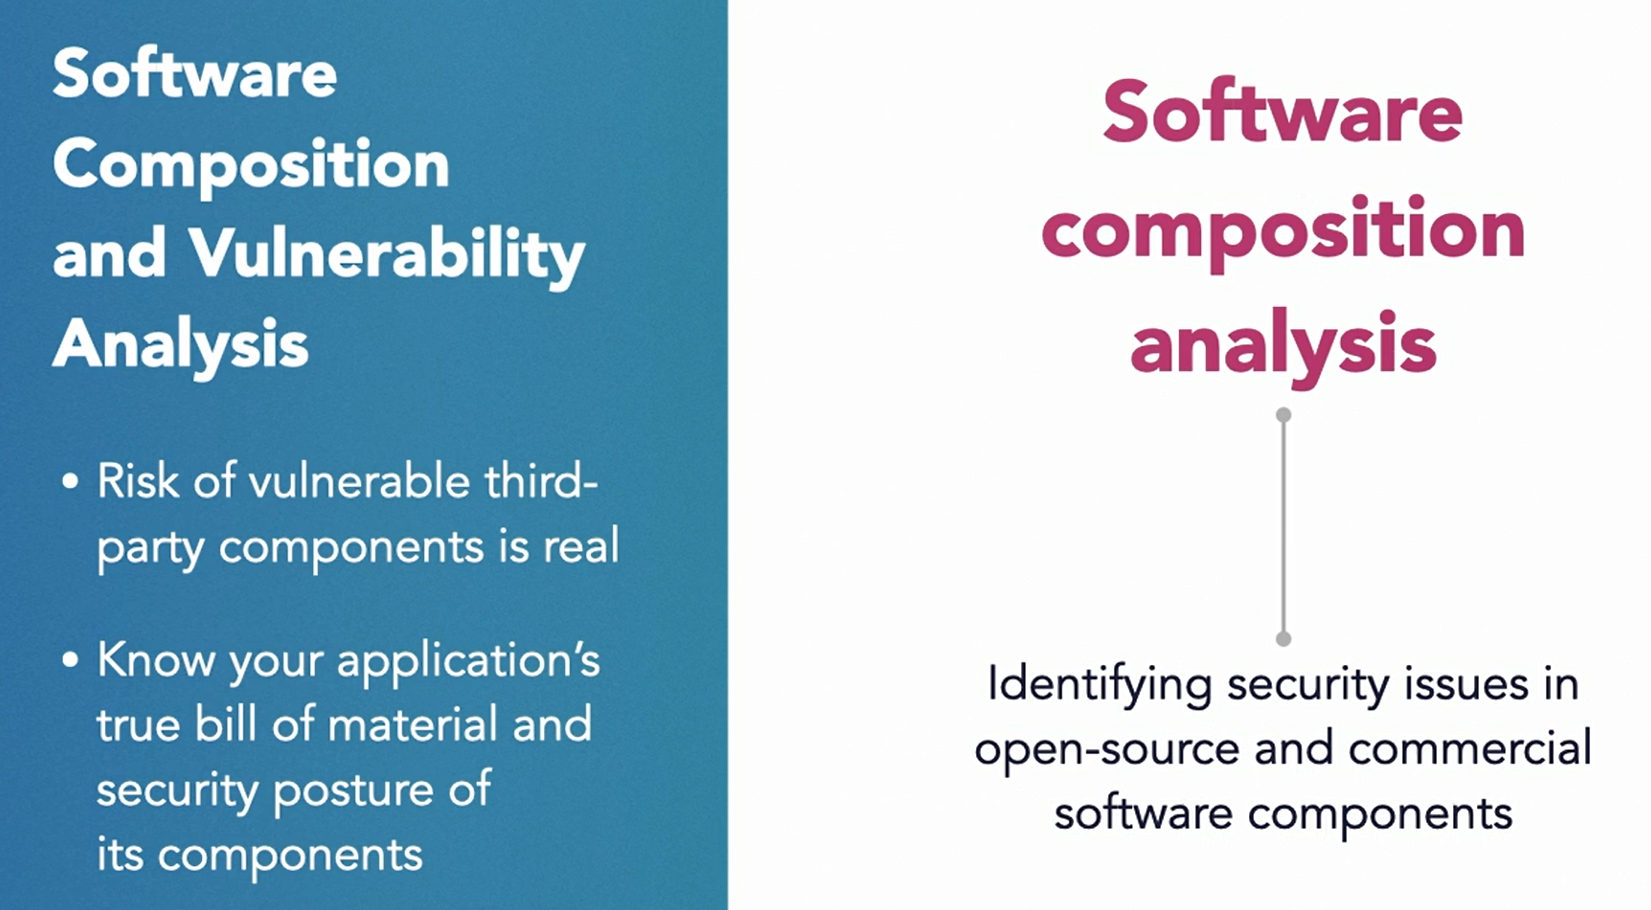 Software
Composition
and Vulnerability
Analysis
• Risk of vulnerable third-
party components is real
• Know your application’s
true bill of material and
security posture of
its components
Software
composition
analysis
Identifying security issues in
open-source and commercial
software components